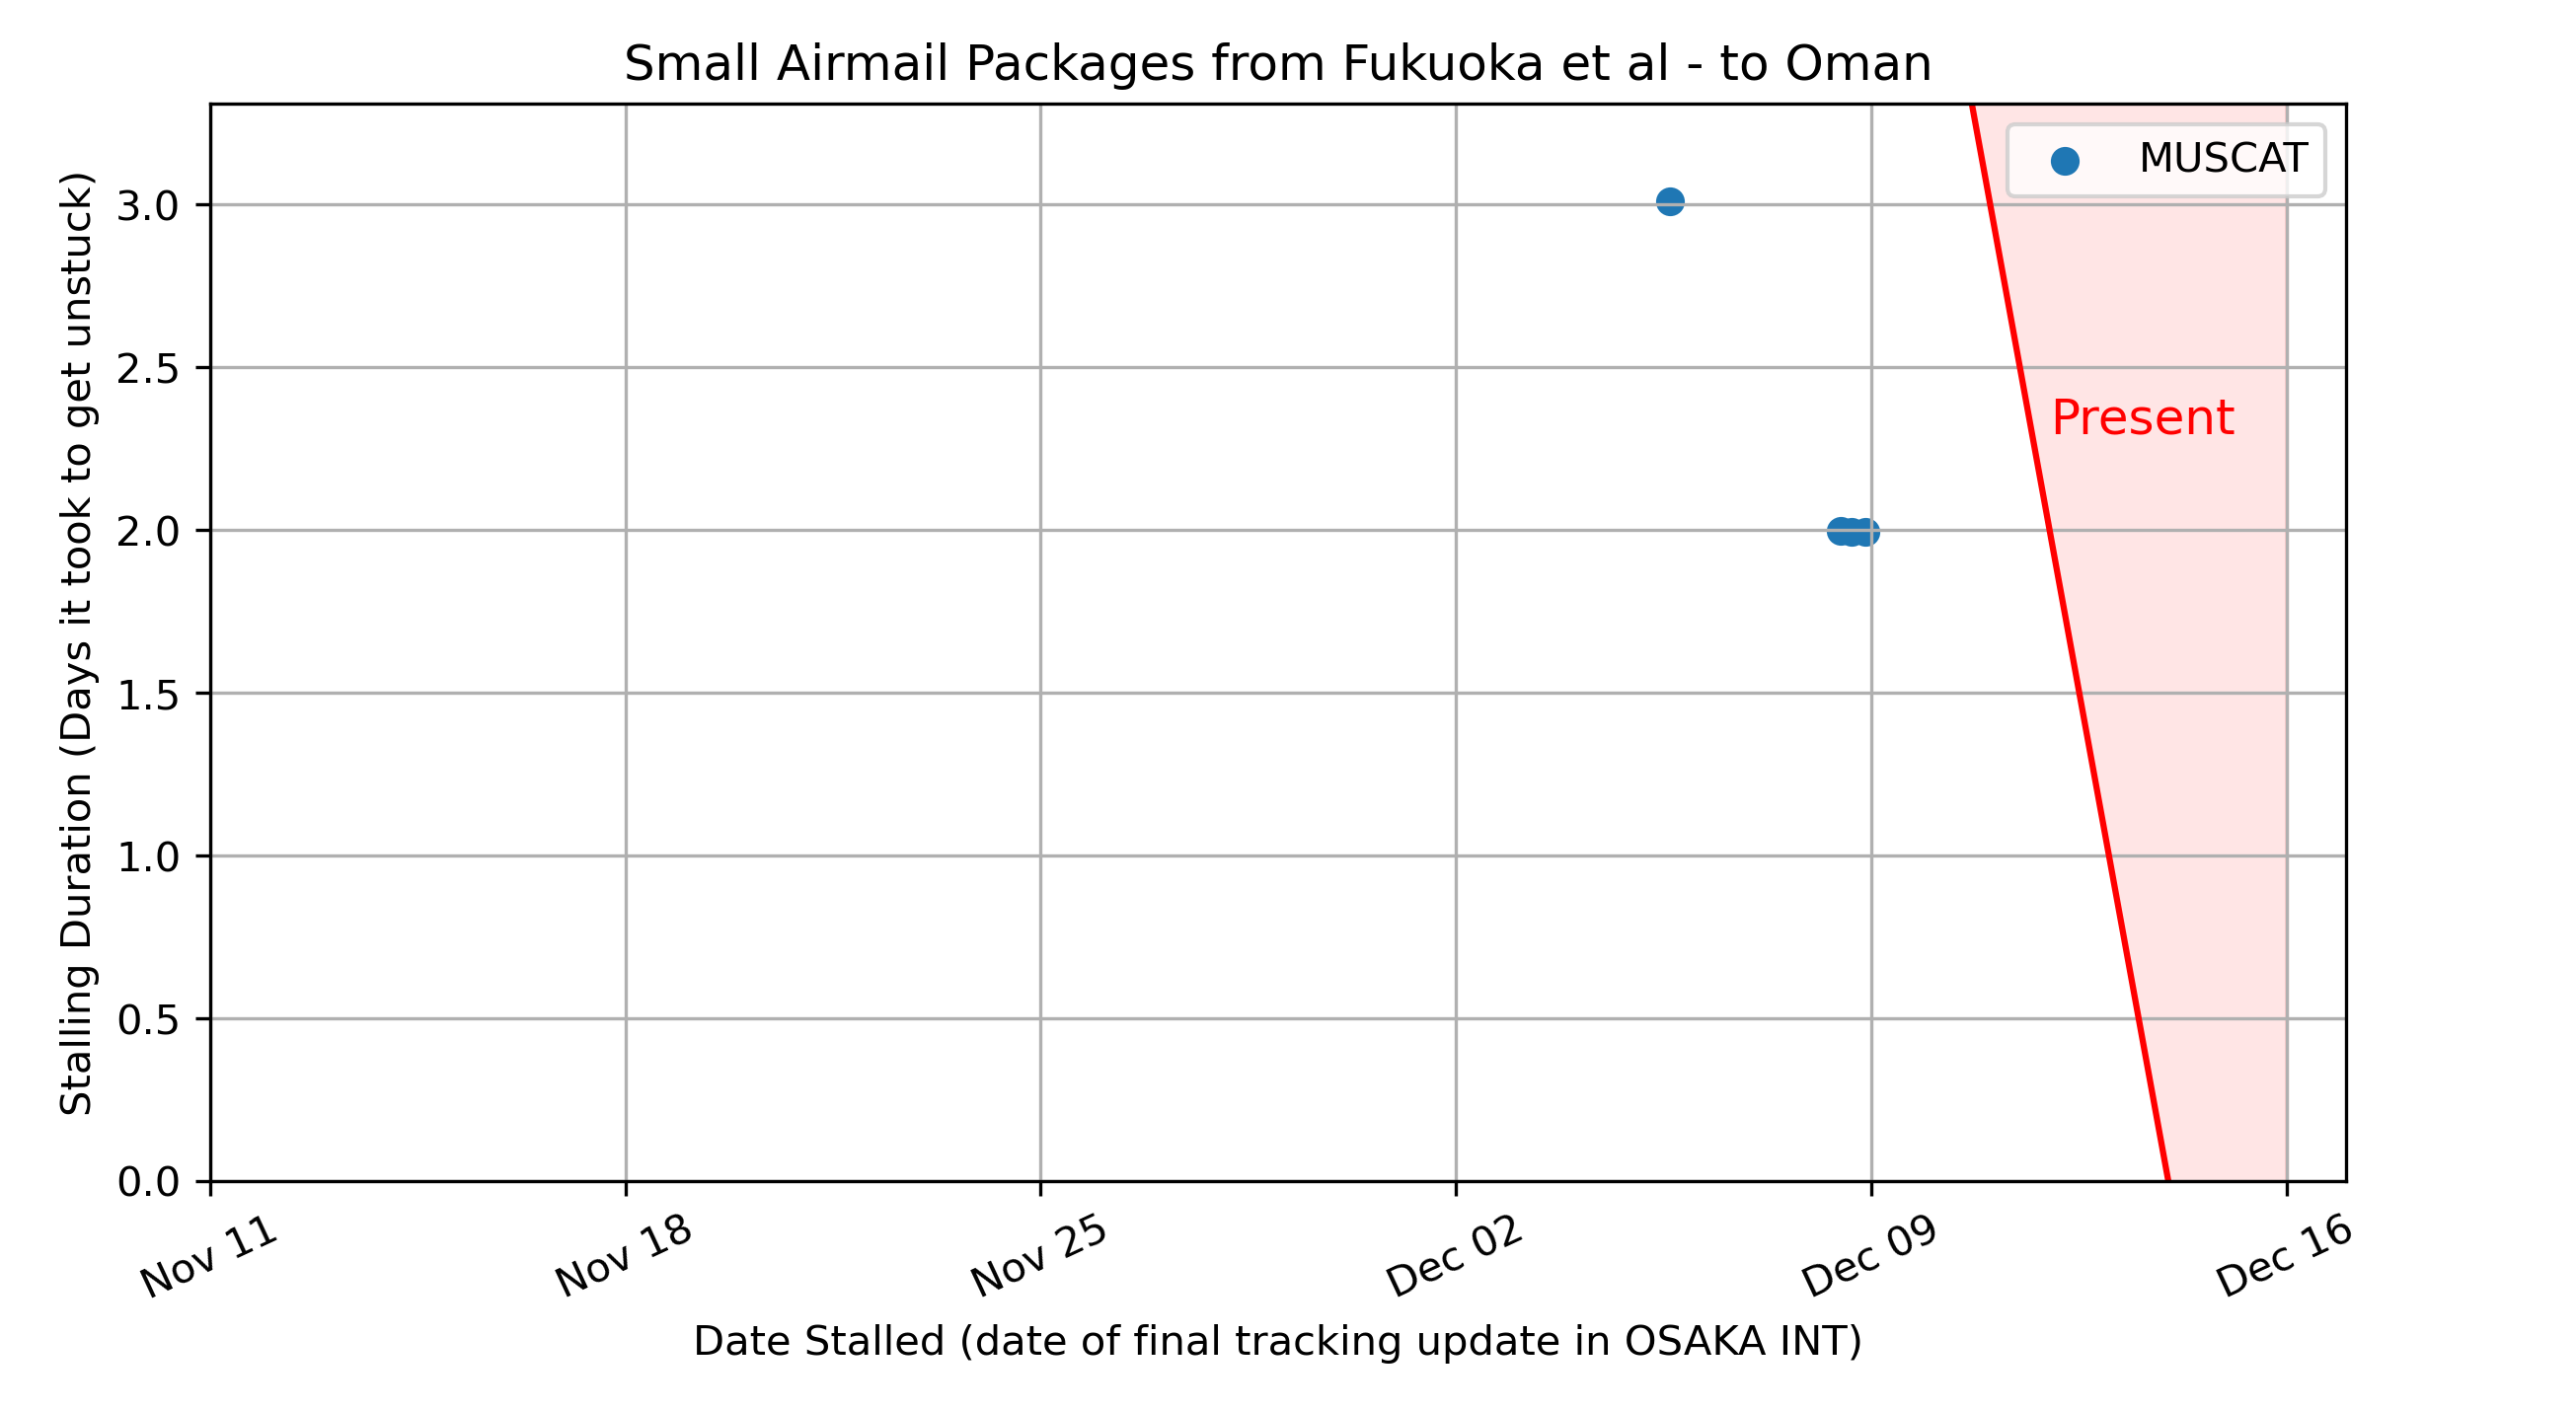 Small Airmail Packages from Fukuoka et al - to Oman
MUSCAT
Present
Stalling Duration (Days it took to get unstuck)
3.0
2.5
2.0
1.5
1.0
0.5
0.0
Nov 11
Nov 18
Nov 25
Dec 02
Dec 09
Dec 16
Date Stalled (date of final tracking update in OSAKA INT)